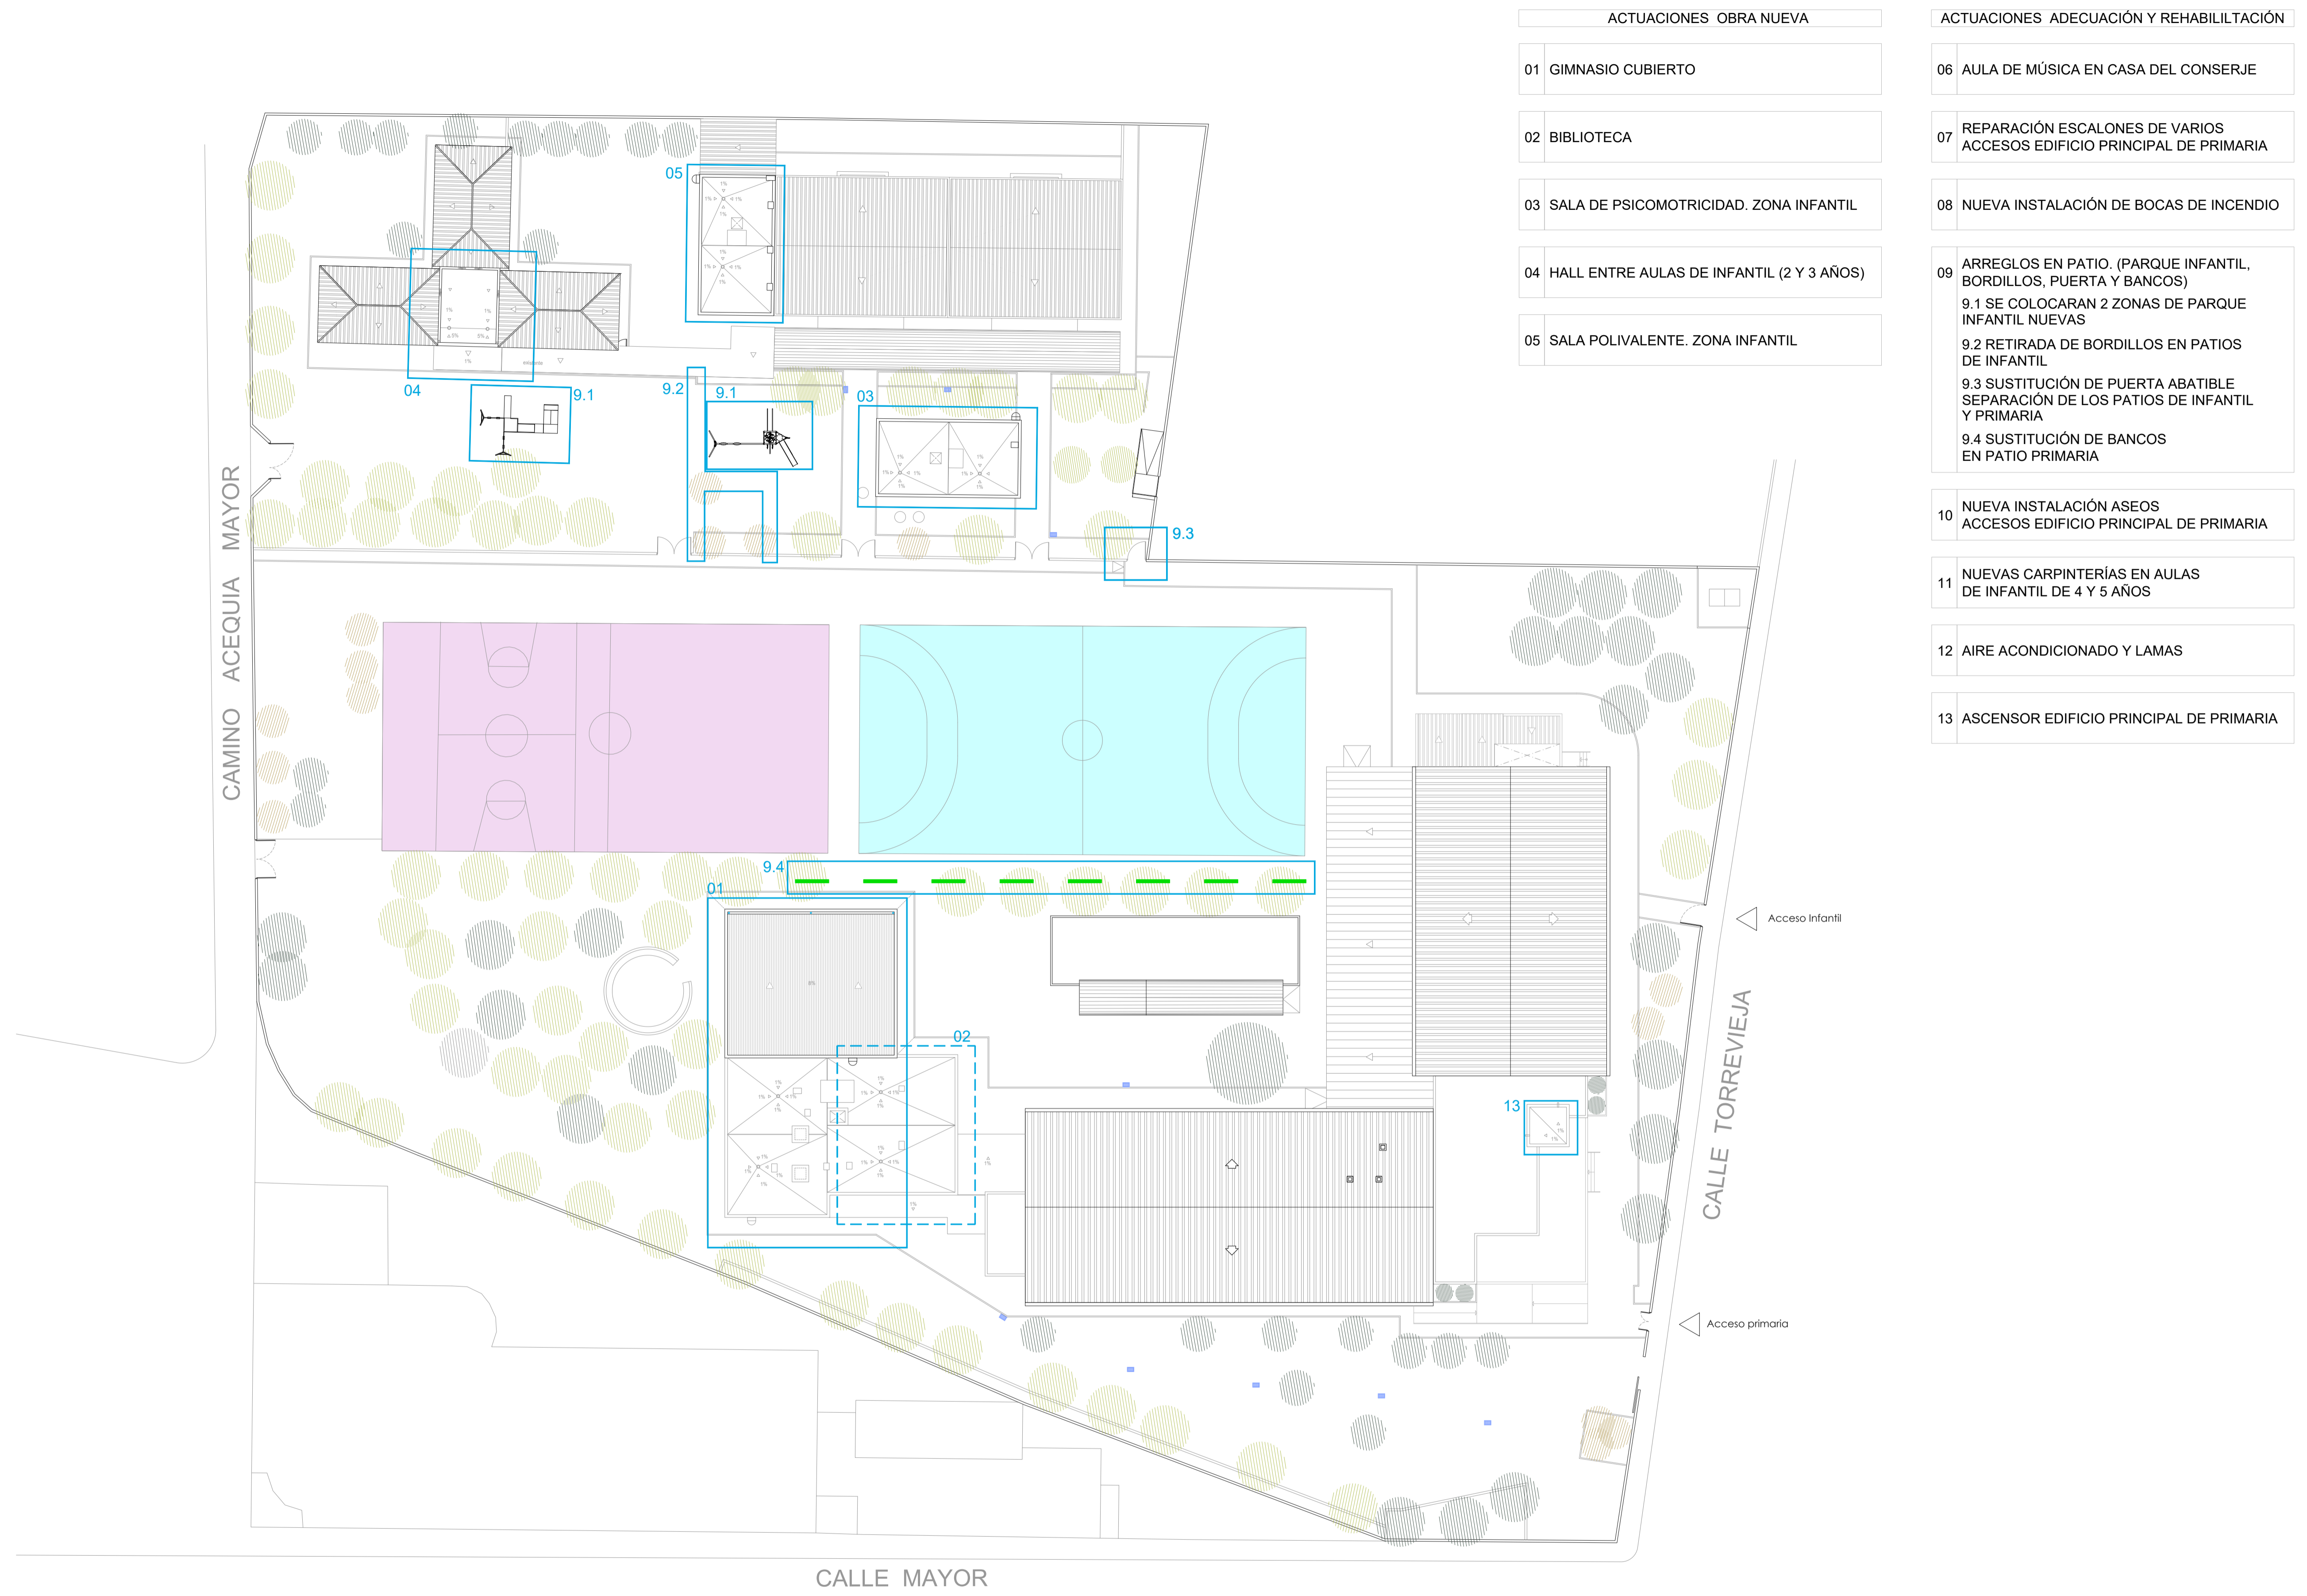 ACTUACIONES OBRA NUEVA
01 GIMNASIO CUBIERTO
02 BIBLIOTECA
03 SALA DE PSICOMOTRICIDAD. ZONA INFANTIL
04 HALL ENTRE AULAS DE INFANTIL (2 Y 3 AÑOS)
05 SALA POLIVALENTE. ZONA INFANTIL
ACTUACIONES ADECUACIÓN Y REHABILILTACIÓN
06 AULA DE MÚSICA EN CASA DEL CONSERJE
07 REPARACIÓN ESCALONES DE VARIOS
ACCESOS EDIFICIO PRINCIPAL DE PRIMARIA
08 NUEVA INSTALACIÓN DE BOCAS DE INCENDIO
09 ARREGLOS EN PATIO. (PARQUE INFANTIL,
BORDILLOS, PUERTA Y BANCOS)
9.1 SE COLOCARAN 2 ZONAS DE PARQUE
INFANTIL NUEVAS
9.2 RETIRADA DE BORDILLOS EN PATIOS
DE INFANTIL
9.3 SUSTITUCIÓN DE PUERTA ABATIBLE
SEPARACIÓN DE LOS PATIOS DE INFANTIL
Y PRIMARIA
9.4 SUSTITUCIÓN DE BANCOS
EN PATIO PRIMARIA
10 NUEVA INSTALACIÓN ASEOS
ACCESOS EDIFICIO PRINCIPAL DE PRIMARIA
11 NUEVAS CARPINTERÍAS EN AULAS
DE INFANTIL DE 4 Y 5 AÑOS
12 AIRE ACONDICIONADO Y LAMAS
13 ASCENSOR EDIFICIO PRINCIPAL DE PRIMARIA
05
04
9.1
9.2
9.1
03
9.3
CAMINO ACEQUIA MAYOR
9.4
01
8%
02
13
Acceso Infantil
CALLE TORREVIEJA
Acceso primaria
CALLE MAYOR